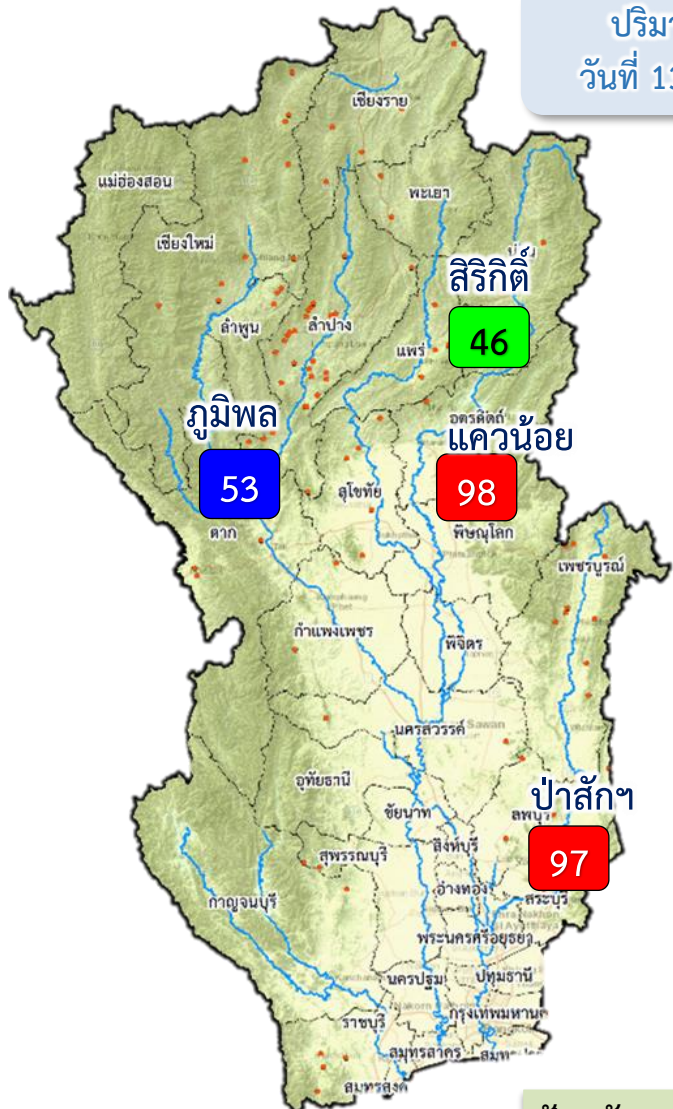 ปริมา
วันที่ 13
เชียงราย
แม่ฮ่องสอน
พะเยา
เชียงใหม่
น่าน
สิริกิติ์
46
ลำพูน
ลำปาง
แพร่
ภูมิพล
53
อุตรดิตถ์
แควน้อย
98
สุโขทัย
ตาก
พิษณุโลก
เพชรบูรณ์
กำแพงเพชร
พิจิตร
นครสวรรค์
Sawan
อุทัยธานี
ป่าสักฯ
97
ชัยนาท
ลพบุรี
สิงห์บุรี
สุพรรณบุรี
อ่างทอง
สระบุรี
กาญจนบุรี
พระนครศรีอยุธยา
นครปฐม
ปทุมธานี
กรุงเทพมหานค
ราชบุรี
สมุทรสาคร
สมุทรสงค